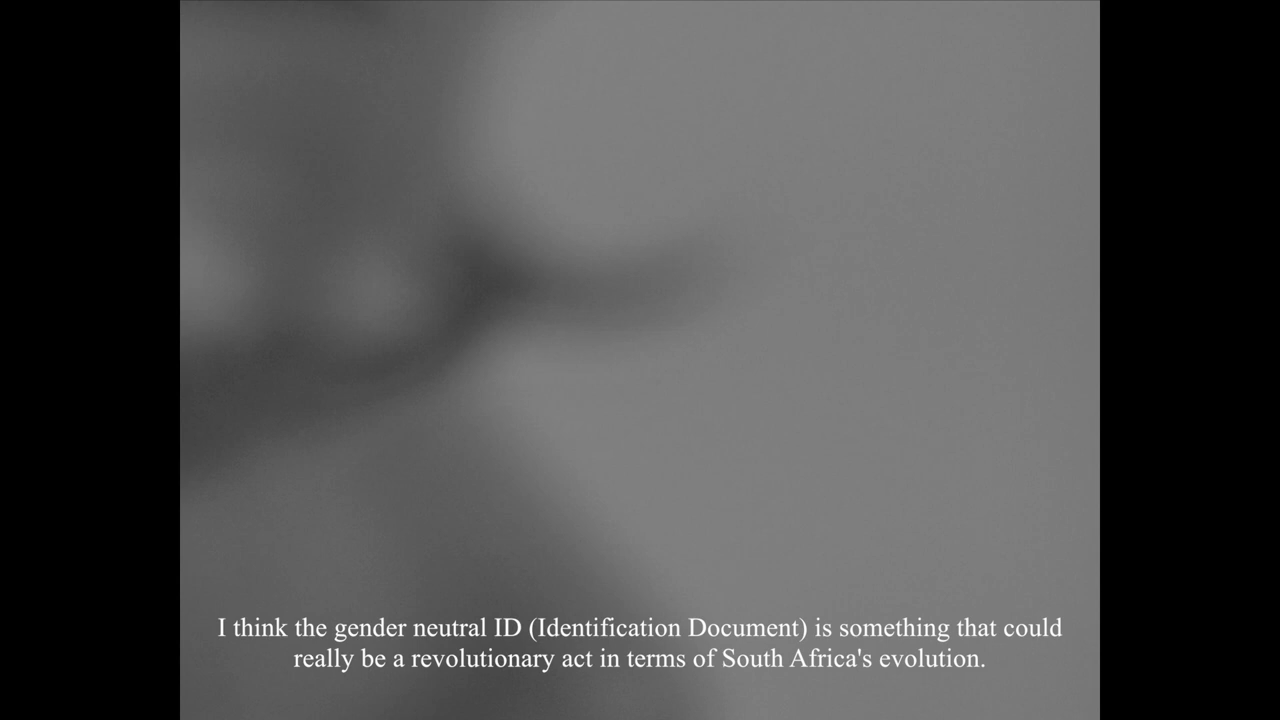 I think the gender neutral ID (Identification Document) is something that could
really be a revolutionary act in terms of South Africa's evolution.